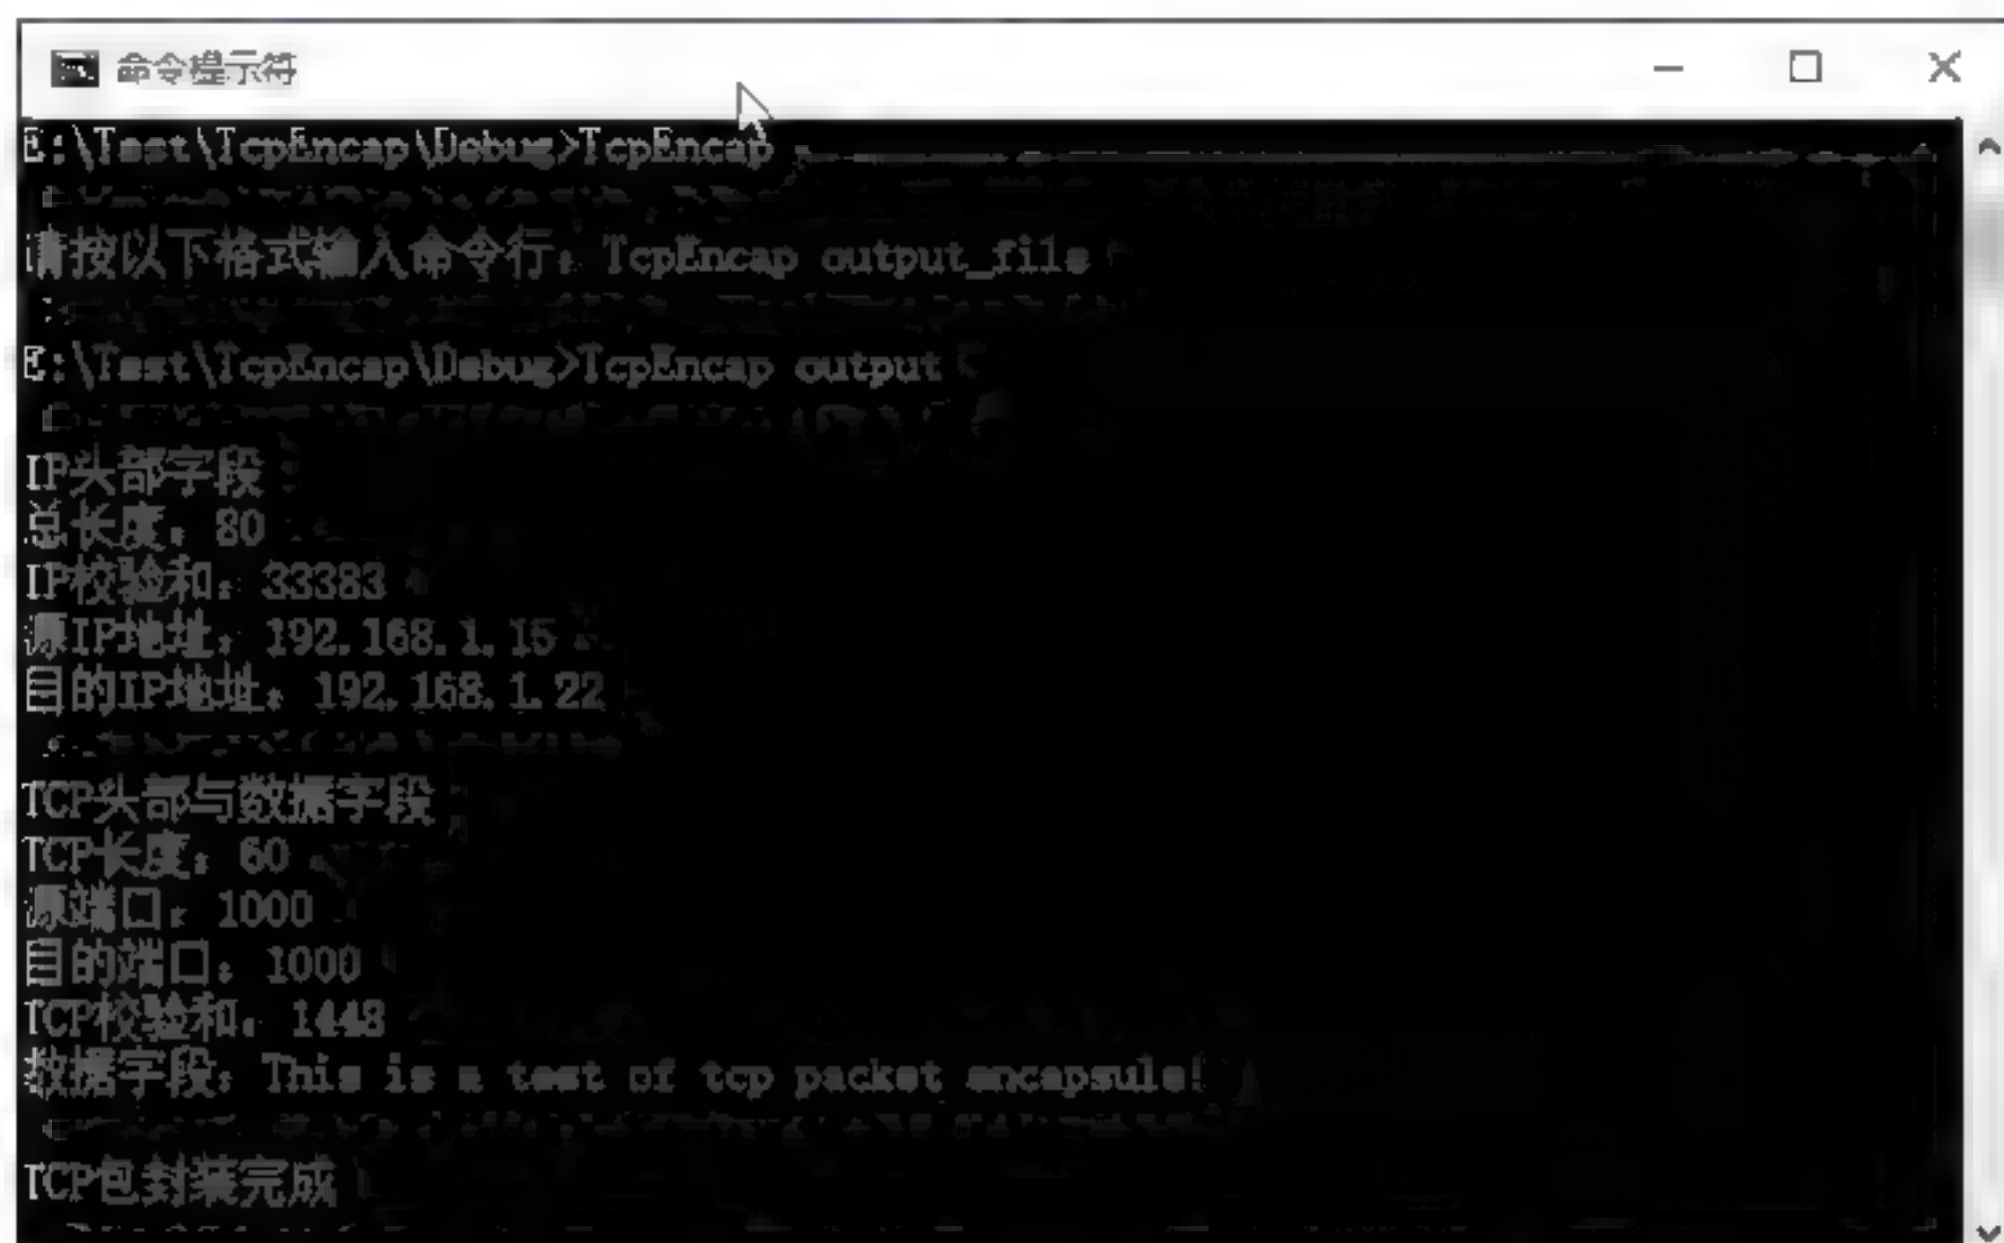 命令提示符
E:\Test\TcpEncap\Debug>TcpEncap
请按以下格式输入命令行：TcpEncap output_file
E:\Test\TcpEncap\Debug>TcpEncap output
IP头部字段
总长度：80
IP校验和：33383
源IP地址：192.168.1.15
目的IP地址：192.168.1.22
TCP头部与数据字段
TCP长度：60
源端口：1000
目的端口：1000
TCP校验和：1448
数据字段：This is a test of tcp packet encapsule!
TCP包封装完成